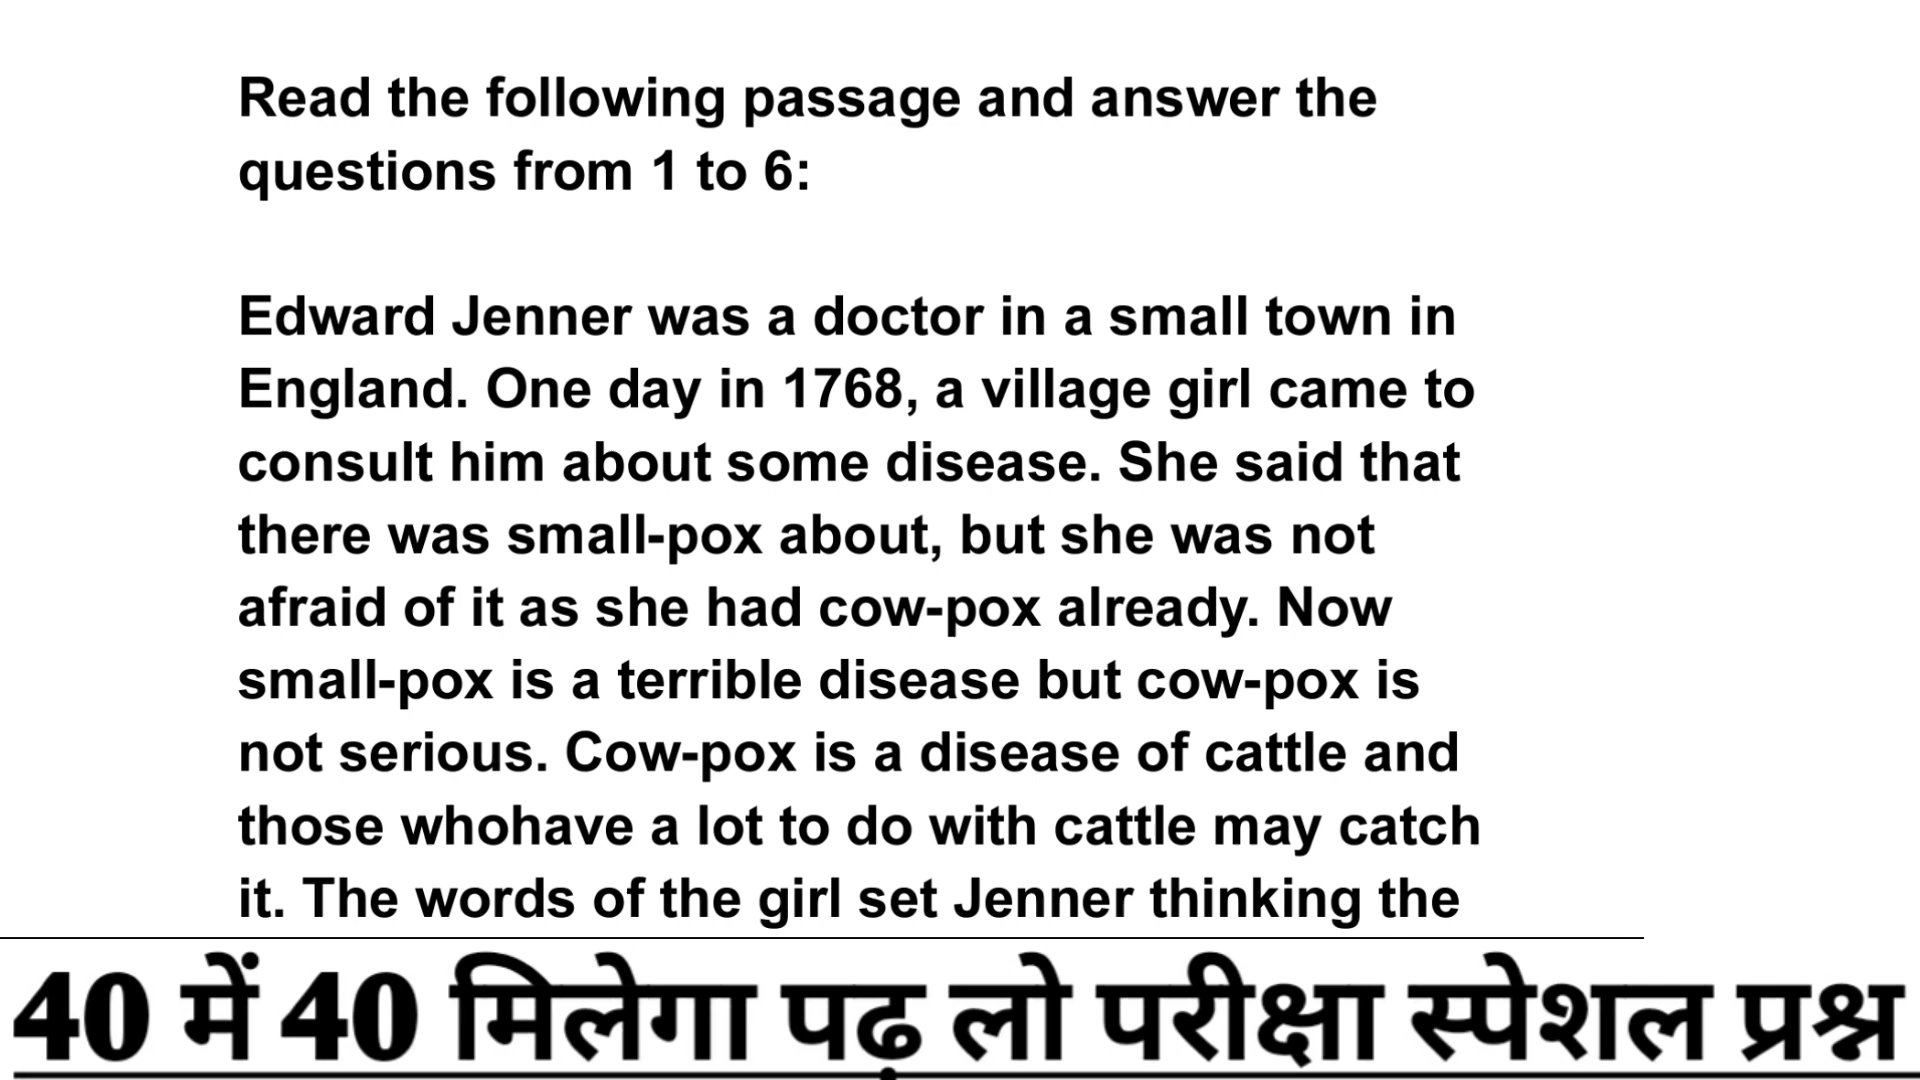 Read the following passage and answer the
questions from 1 to 6:
Edward Jenner was a doctor in a small town in
England. One day in 1768, a village girl came to
consult him about some disease. She said that
there was small-pox about, but she was not
afraid of it as she had cow-pox already. Now
small-pox is a terrible disease but cow-pox is
not serious. Cow-pox is a disease of cattle and
those whohave a lot to do with cattle may catch
it. The words of the girl set Jenner thinking the
40 में 40 मिलेगा पढ़ लो परीक्षा स्पेशल प्रश्न